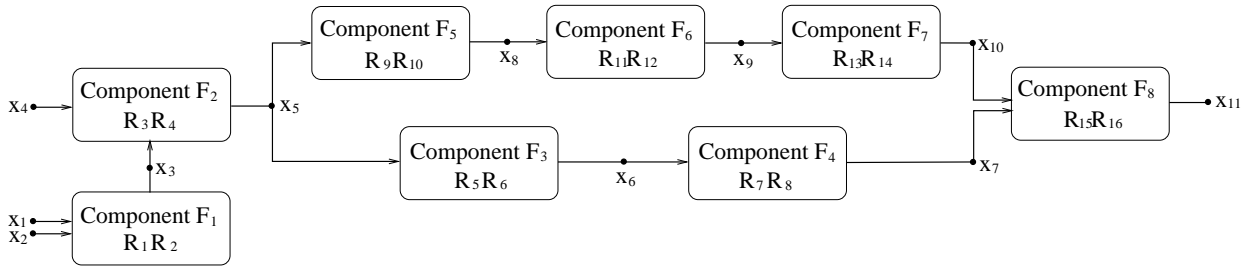 Component F5
R9R10
x8
Component F6
R11R12
x9
Component F7
R13R14
x10
x4
Component F2
R3R4
x5
Component F8
R15R16
x11
x3
Component F3
R5R6
x6
Component F4
R7R8
x7
x1
x2
Component F1
R1R2